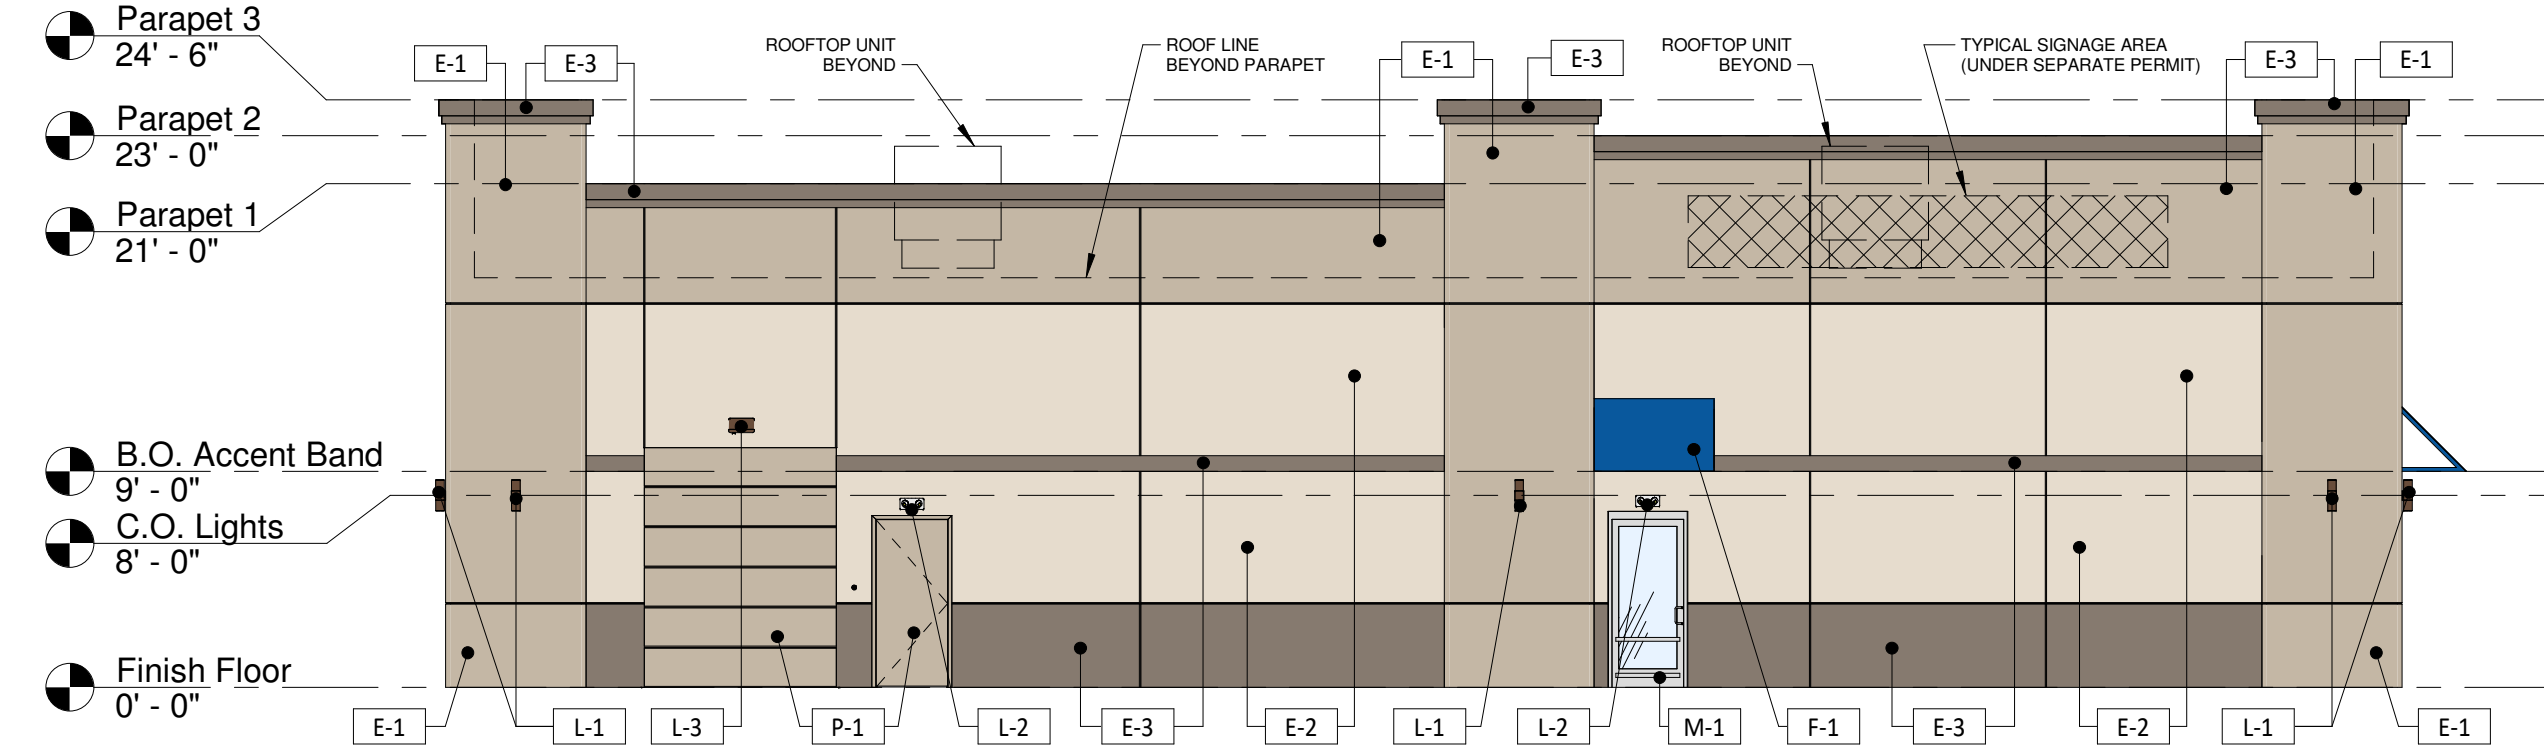 Parapet 3
24' - 6"
Parapet 2
23' - 0"
Parapet 1
21' - 0"
B.O. Accent Band
9' - 0"
C.O. Lights
8' - 0"
Finish Floor
0' - 0"
E-1
E-3
ROOFTOP UNIT
BEYOND
ROOF LINE
BEYOND PARAPET
E-1
E-3
ROOFTOP UNIT
BEYOND
TYPICAL SIGNAGE AREA
(UNDER SEPARATE PERMIT)
E-3
E-1
E-1
L-1
L-3
P-1
L-2
E-3
E-2
L-1
L-2
M-1
F-1
E-3
E-2
L-1
E-1